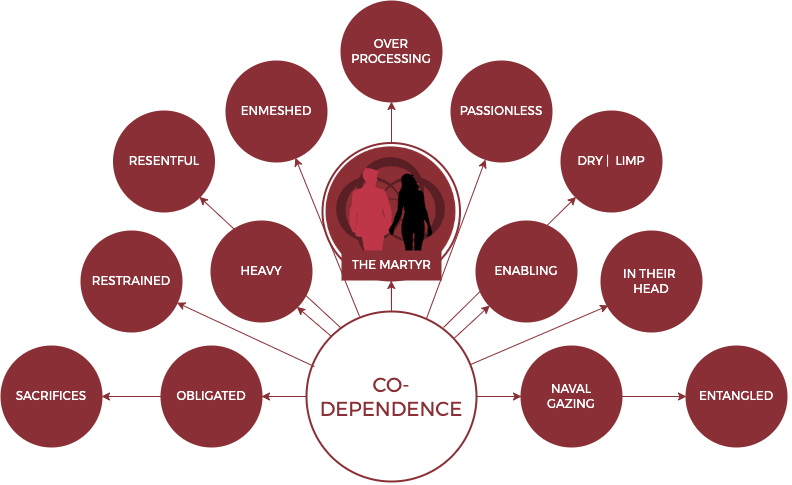 OVER
PROCESSING
ENMESHED
PASSIONLESS
RESENTFUL
DRY | LIMP
THE MARTYR
HEAVY
ENABLING
RESTRAINED
IN THEIR
HEAD
CO-
DEPENDENCE
SACRIFICES
OBLIGATED
NAVAL
GAZING
ENTANGLED